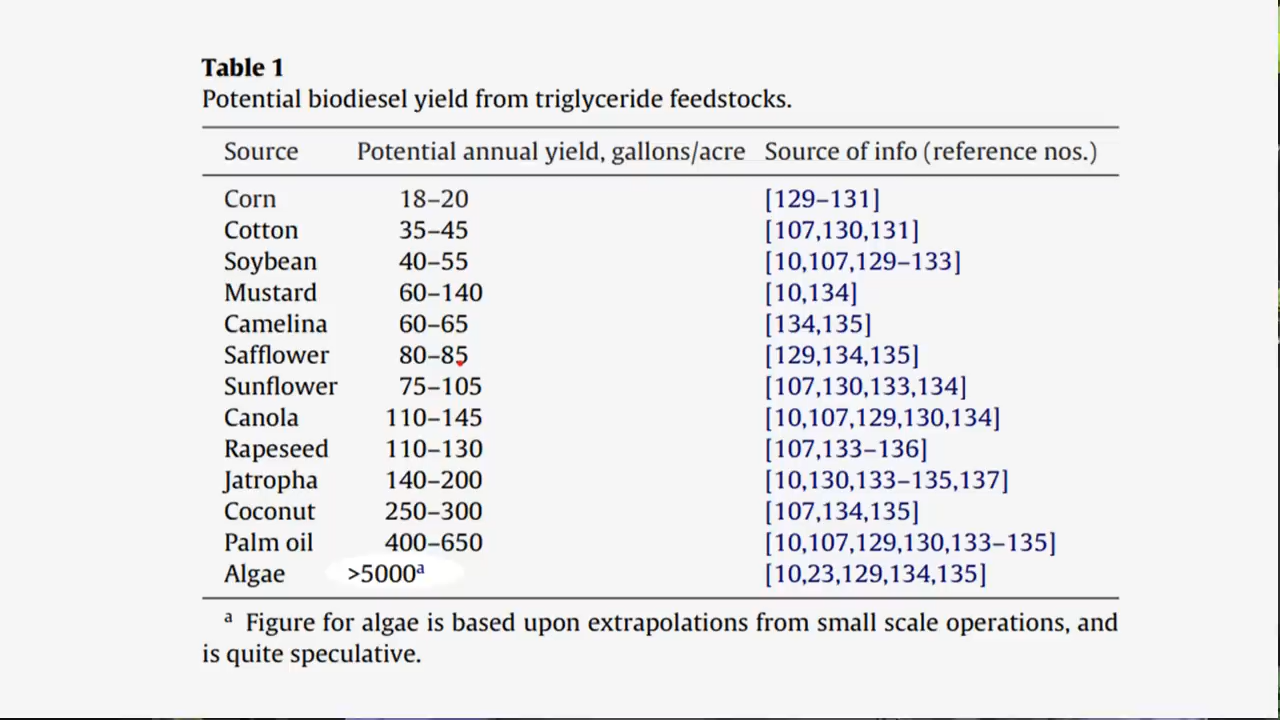 Table 1
Potential biodiesel yield from triglyceride feedstocks.
Source Potential annual yield, gallons/acre Source of info (reference nos.)
Corn 18–20 [129–131]
Cotton 35–45 [107,130,131]
Soybean 40–55 [10,107,129–133]
Mustard 60–140 [10,134]
Camelina 60–65 [134,135]
Safflower 80–85 [129,134,135]
Sunflower 75–105 [107,130,133,134]
Canola 110–145 [10,107,129,130,134]
Rapeseed 110–130 [107,133–136]
Jatropha 140–200 [10,130,133–135,137]
Coconut 250–300 [107,134,135]
Palm oil 400–650 [10,107,129,130,133–135]
Algae >5000ᵃ [10,23,129,134,135]
ᵃ Figure for algae is based upon extrapolations from small scale operations, and
is quite speculative.